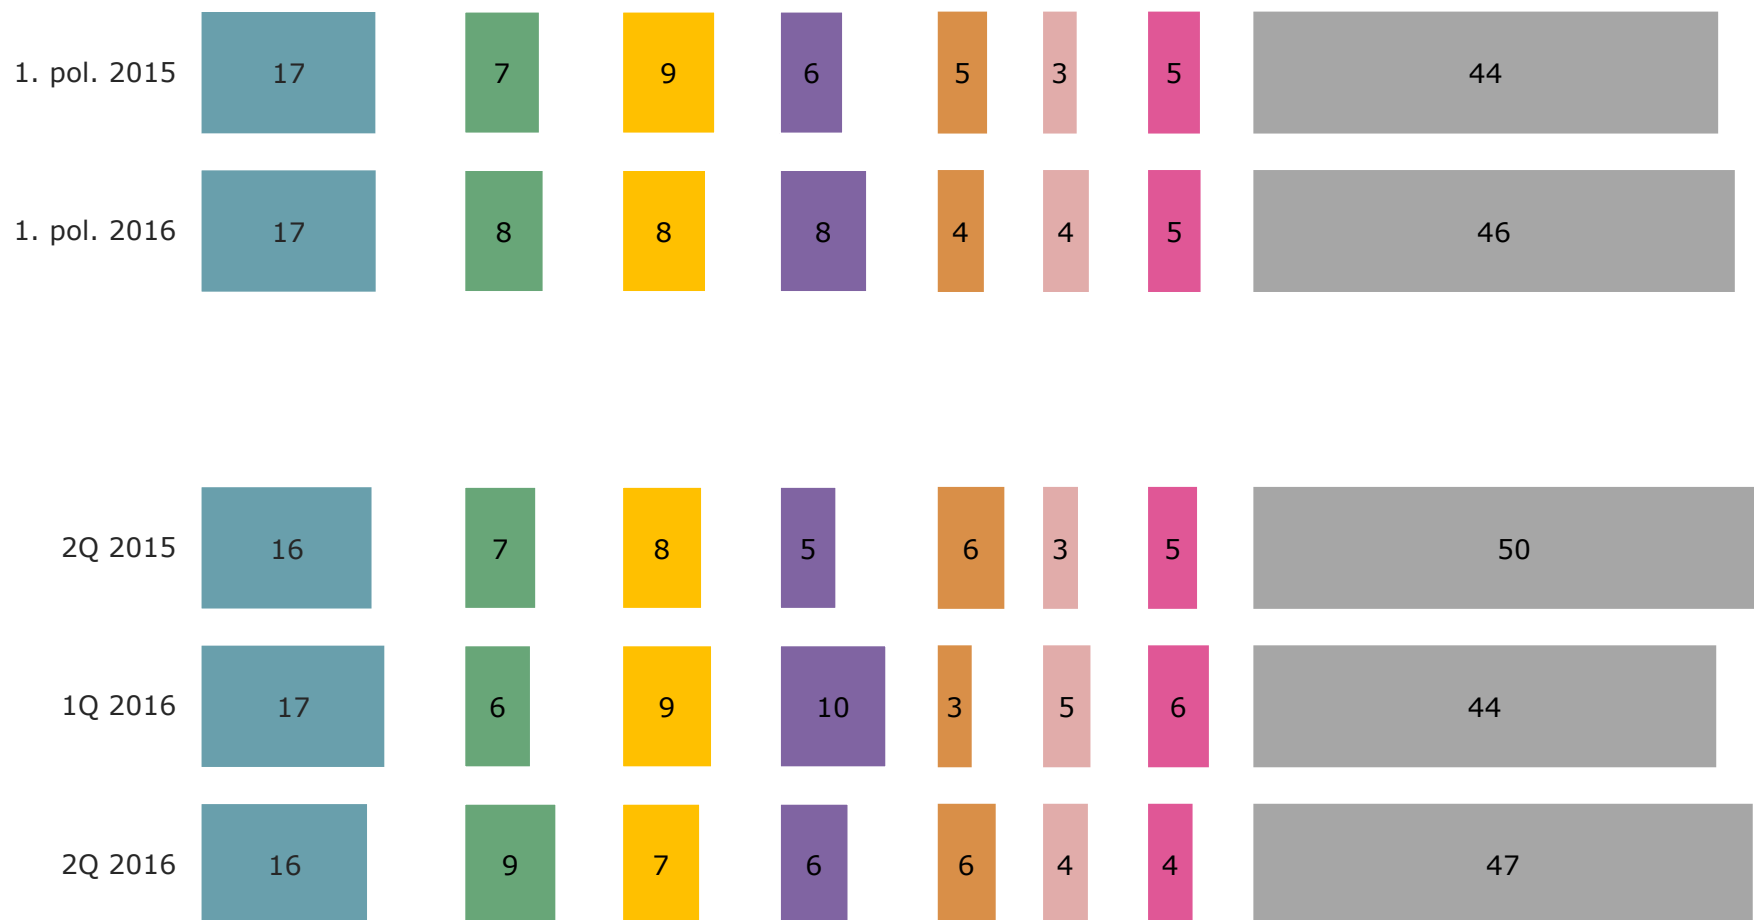 1. pol. 2015 17 7 9 6 5 3 5 44
1. pol. 2016 17 8 8 8 4 4 5 46
2Q 2015 16 7 8 5 6 3 5 50
1Q 2016 17 6 9 10 3 5 6 44
2Q 2016 16 9 7 6 6 4 4 47